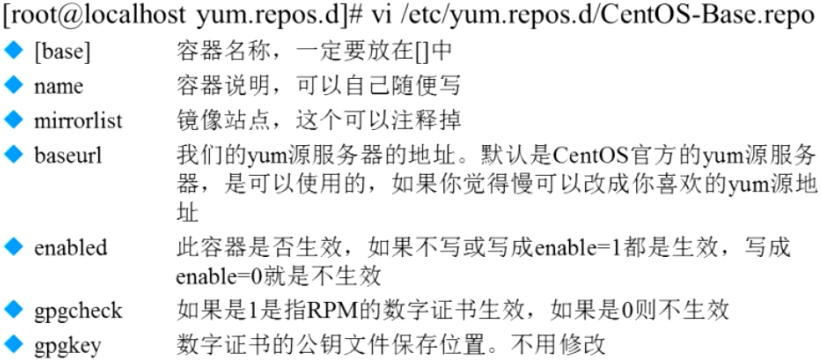 [root@localhost yum.repos.d]# vi /etc/yum.repos.d/CentOS-Base.repo
[base] 容器名称，一定要放在[]中
name 容器说明，可以自己随便写
mirrorlist 镜像站点，这个可以注释掉
baseurl 我们的yum源服务器的地址。默认是CentOS官方的yum源服务
器，是可以使用的，如果你觉得慢可以改成你喜欢的yum源地
址
enabled 此容器是否生效，如果不写或写成enable=1都是生效，写成
enable=0就是不生效
gpgcheck 如果是1是指RPM的数字证书生效，如果是0则不生效
gpgkey 数字证书的公钥文件保存位置。不用修改